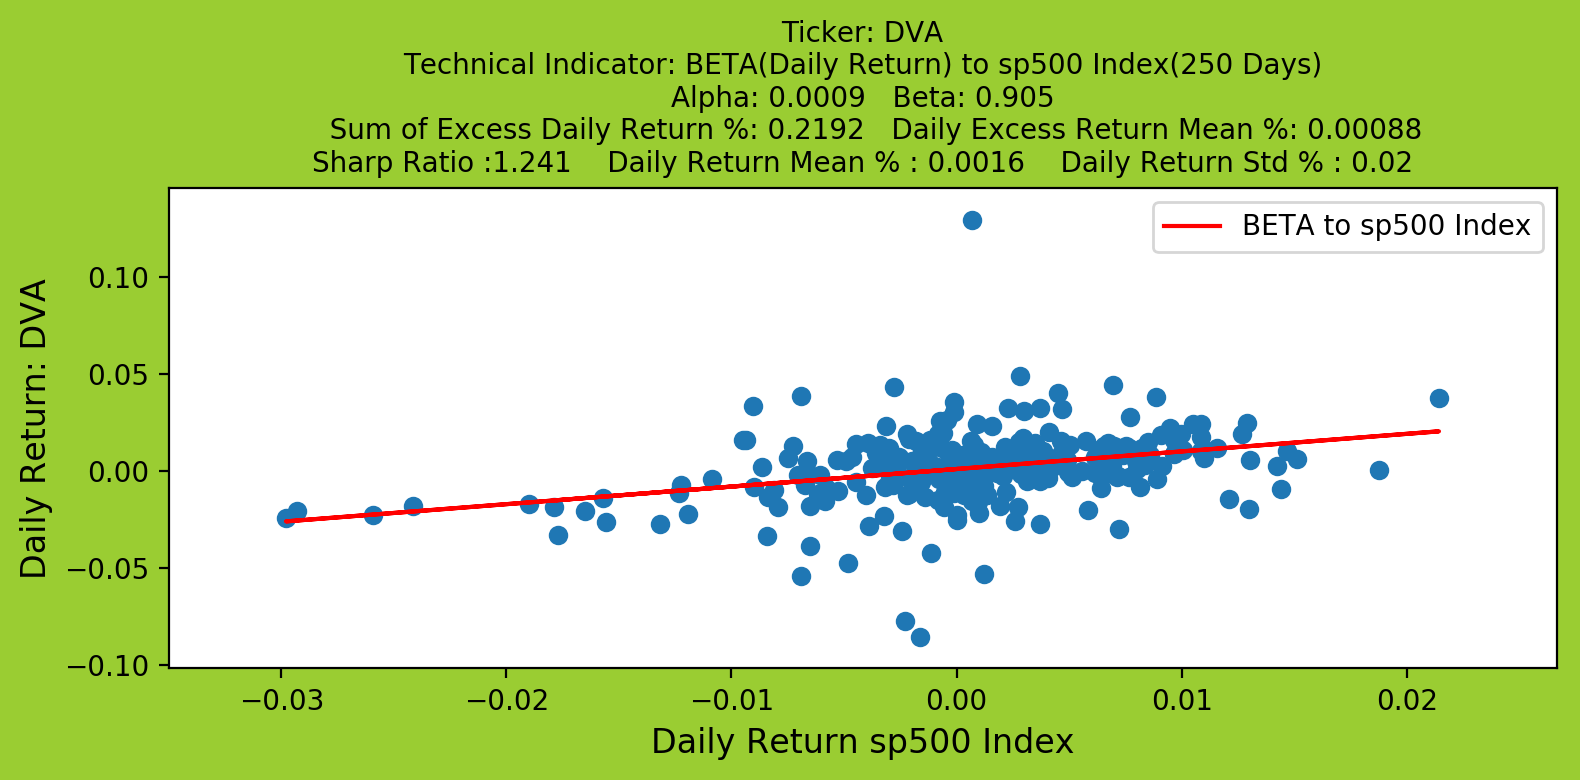 Ticker: DVA
Technical Indicator: BETA(Daily Return) to sp500 Index(250 Days)
Alpha: 0.0009   Beta: 0.905
Sum of Excess Daily Return %: 0.2192   Daily Excess Return Mean %: 0.00088
Sharp Ratio :1.241    Daily Return Mean % : 0.0016    Daily Return Std % : 0.02
BETA to sp500 Index
Daily Return: DVA
0.10
0.05
0.00
−0.05
−0.10
−0.03 −0.02 −0.01 0.00 0.01 0.02
Daily Return sp500 Index